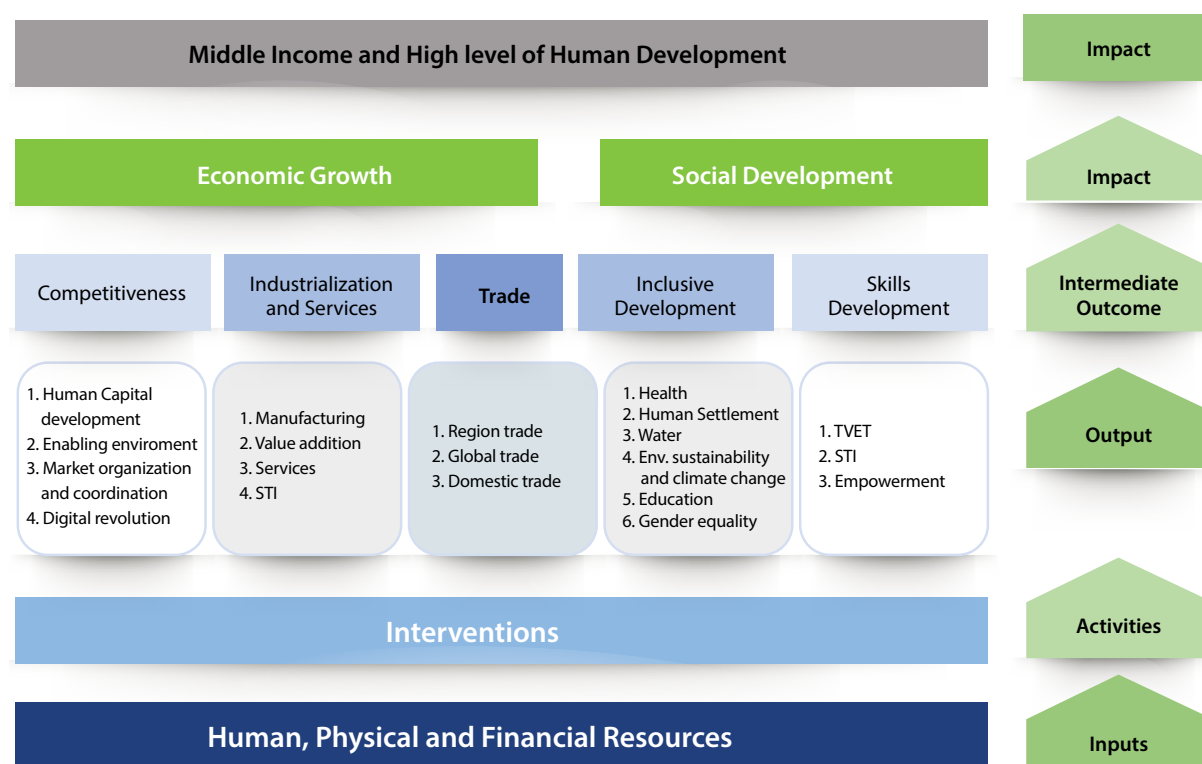 Middle Income and High level of Human Development
Impact
Economic Growth
Social Development
Impact
Competitiveness
Industrialization
and Services
Trade
Inclusive
Development
Skills
Development
Intermediate
Outcome
1. Human Capital
development
2. Enabling enviroment
3. Market organization
and coordination
4. Digital revolution
1. Manufacturing
2. Value addition
3. Services
4. STI
1. Region trade
2. Global trade
3. Domestic trade
1. Health
2. Human Settlement
3. Water
4. Env. sustainability
and climate change
5. Education
6. Gender equality
1. TVET
2. STI
3. Empowerment
Output
Interventions
Activities
Human, Physical and Financial Resources
Inputs